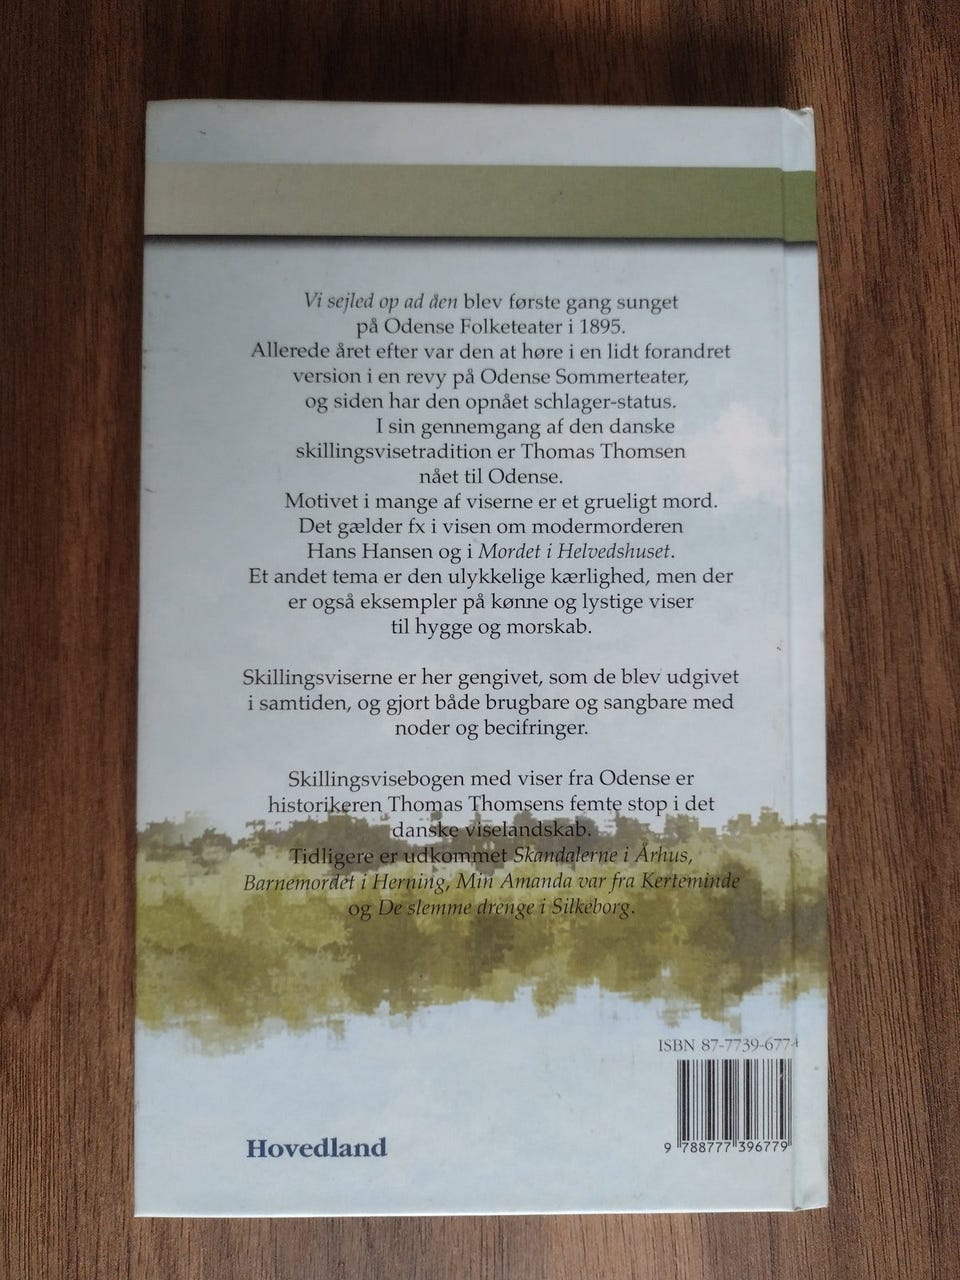 Vi sejled op ad åen blev første gang sunget
på Odense Folketeater i 1895.
Allerede året efter var den at høre i en lidt forandret
version i en revy på Odense Sommerteater,
og siden har den opnået schlager-status.
I sin gennemgang af den danske
skillingsvisetradition er Thomas Thomsen
nået til Odense.
Motivet i mange af viserne er et grueligt mord.
Det gælder fx i visen om modermorderen
Hans Hansen og i Mordet i Helvedshuset.
Et andet tema er den ulykkelige kærlighed, men der
er også eksempler på kønne og lystige viser
til hygge og morskab.
Skillingsviserne er her gengivet, som de blev udgivet
i samtiden, og gjort både brugbare og sangbare med
noder og becifringer.
Skillingsvisebogen med viser fra Odense er
historikeren Thomas Thomsens femte stop i det
danske viselandskab.
Tidligere er udkommet Skandalerne i Århus,
Barnemordet i Herning, Min Amanda var fra Kerteminde
og De slemme drenge i Silkeborg.
ISBN 87-7739-677-4
9 788777 396779
Hovedland